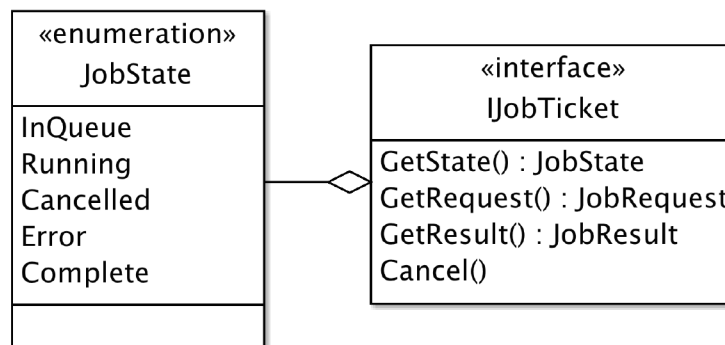 «enumeration»
JobState
InQueue
Running
Cancelled
Error
Complete
«interface»
IJobTicket
GetState() : JobState
GetRequest() : JobRequest
GetResult() : JobResult
Cancel()